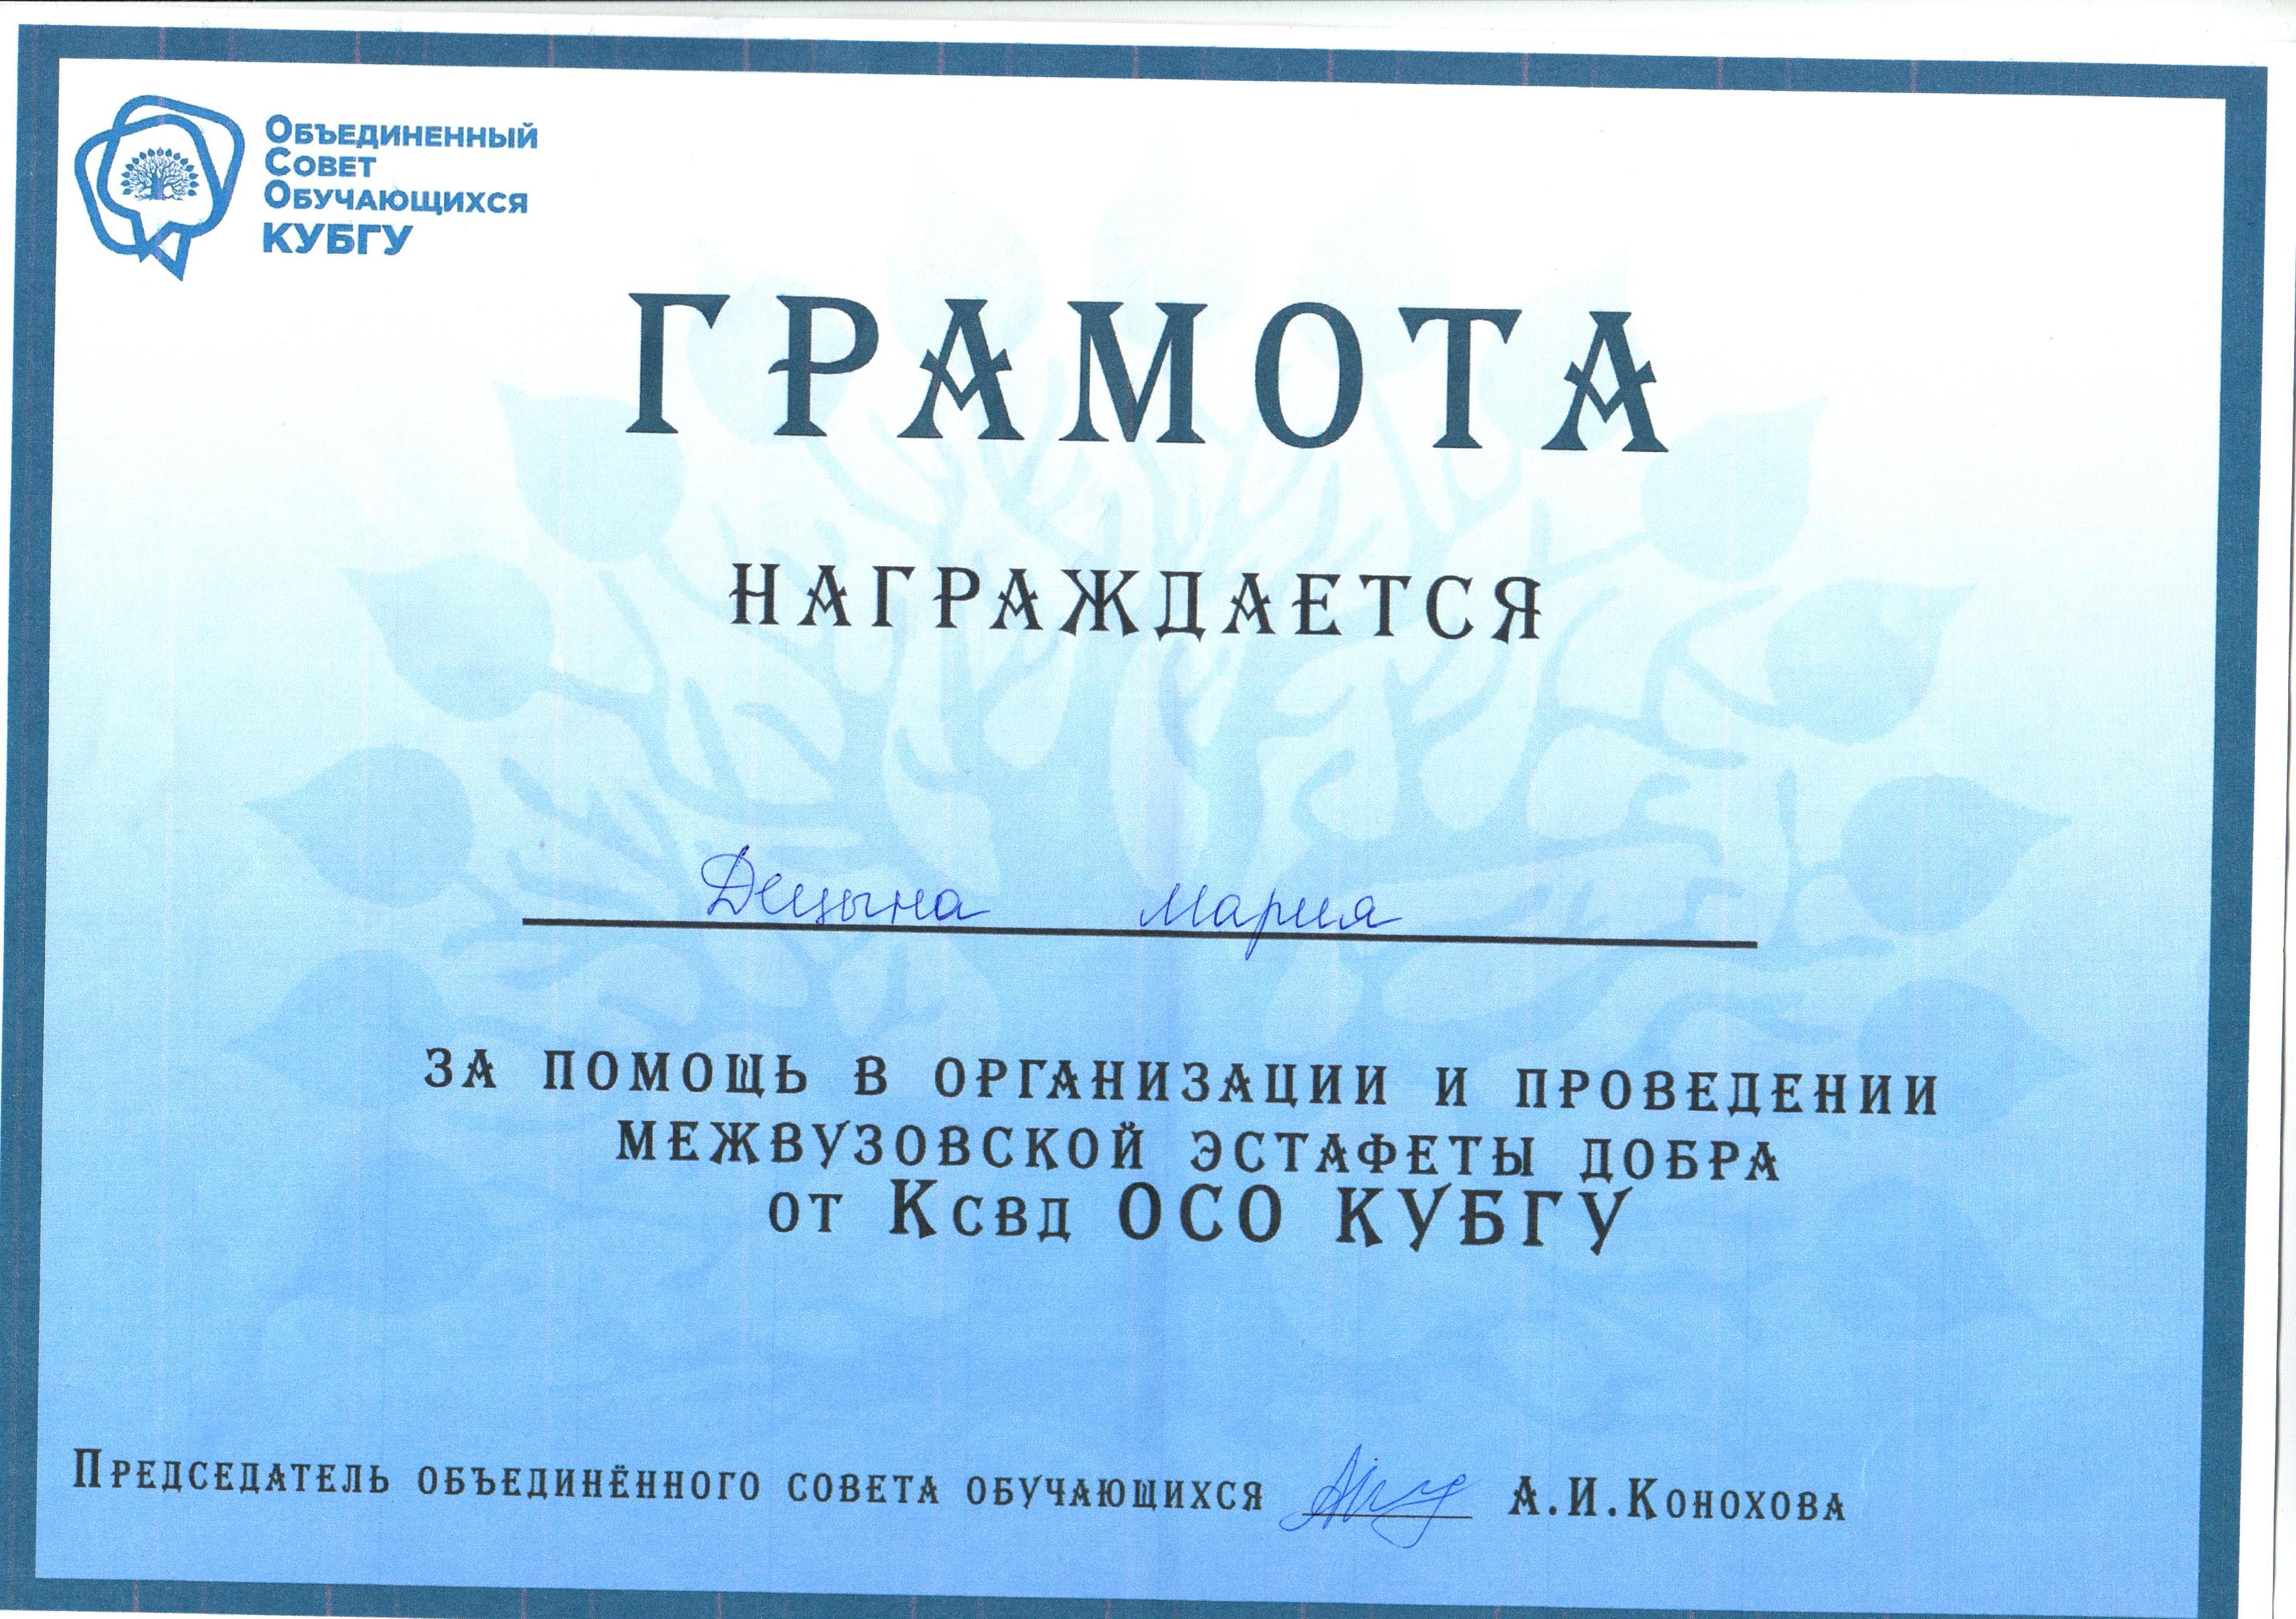 Объединенный
Совет
Обучающихся
КУБГУ
ГРАМОТА
НАГРАЖДАЕТСЯ
Децына Мария
ЗА ПОМОЩЬ В ОРГАНИЗАЦИИ И ПРОВЕДЕНИИ
МЕЖВУЗОВСКОЙ ЭСТАФЕТЫ ДОБРА
ОТ КСВД ОСО КУБГУ
Председатель объединённого совета обучающихся А.И.Конохова